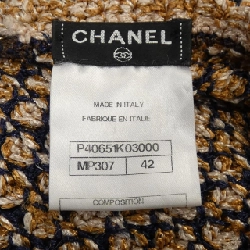 CHANEL
MADE IN ITALY
FABRIQUE EN ITALIE
P40651K03000
MP307 42
COMPOSITION